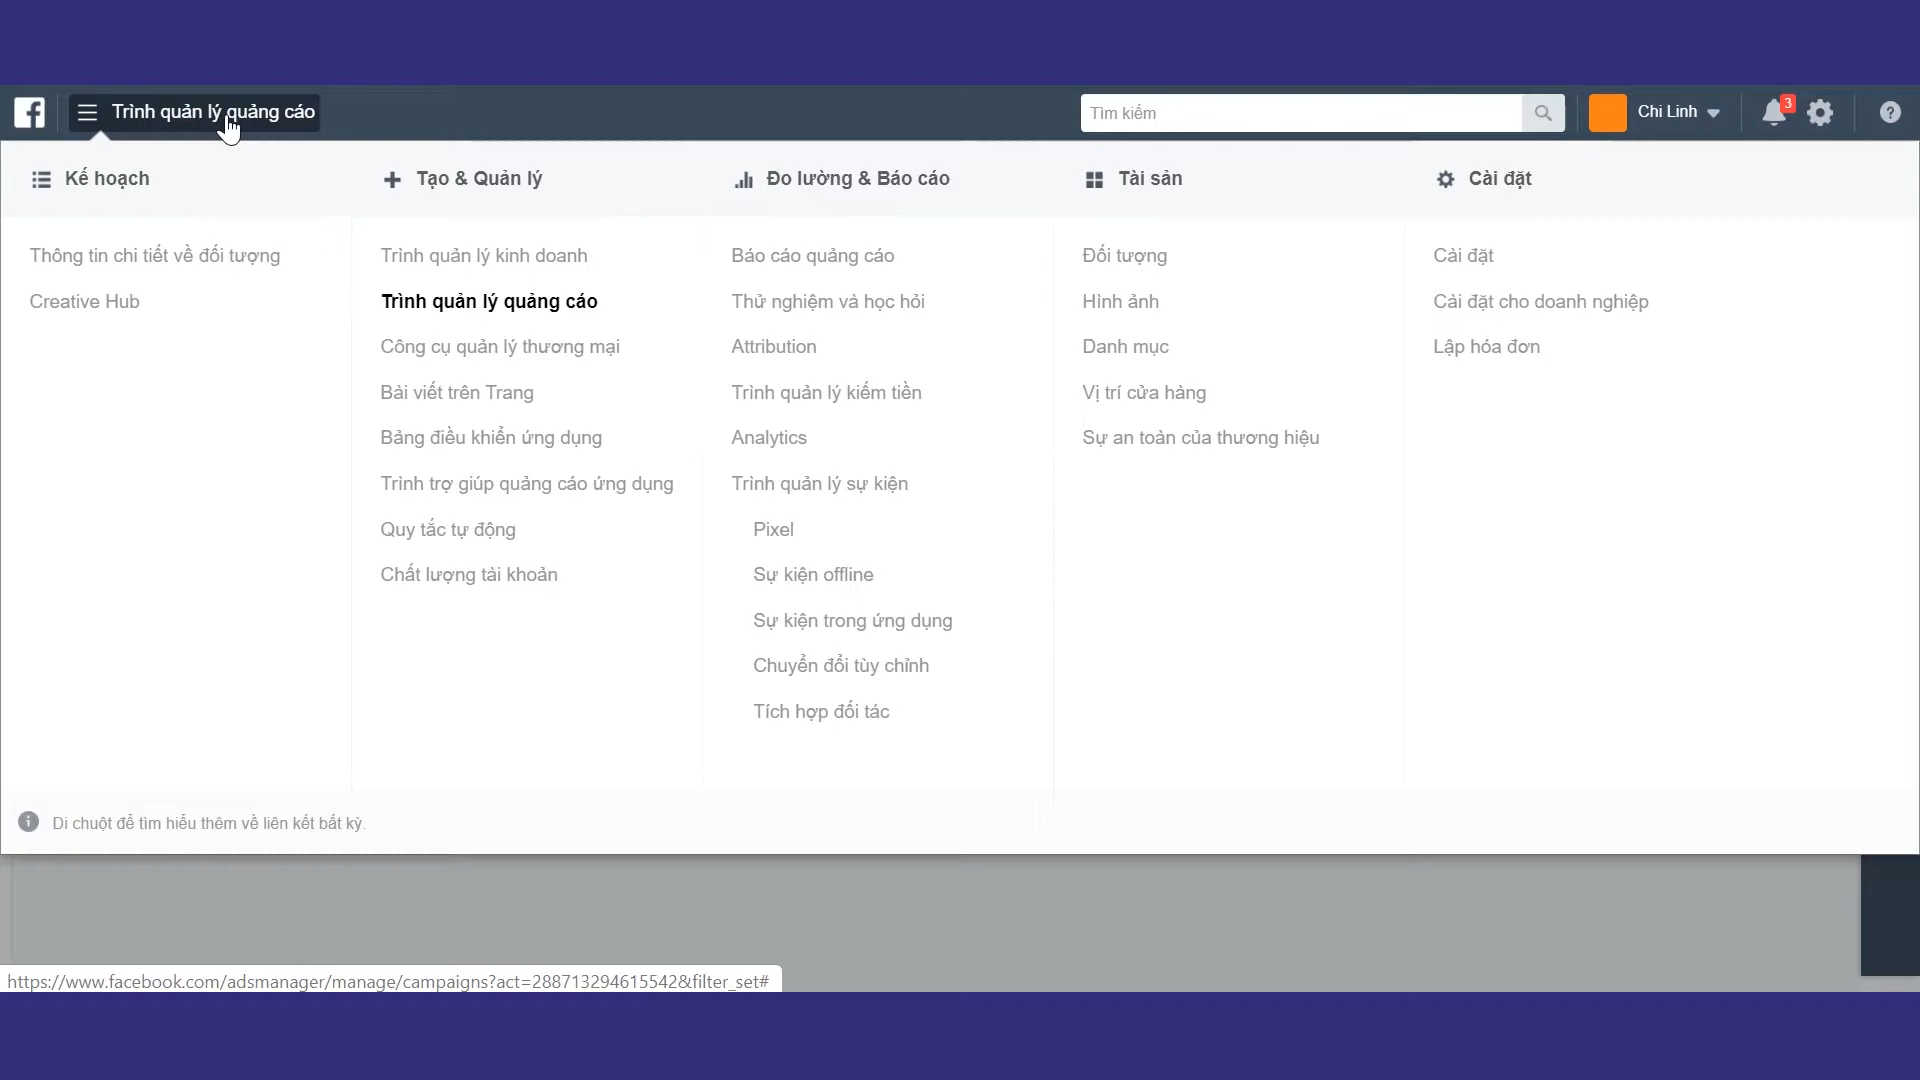 Trình quản lý quảng cáo
Tìm kiếm
Chi Linh
3
?
Kế hoạch
Thông tin chi tiết về đối tượng
Creative Hub
Tạo & Quản lý
Trình quản lý kinh doanh
Trình quản lý quảng cáo
Công cụ quản lý thương mại
Bài viết trên Trang
Bảng điều khiển ứng dụng
Trình trợ giúp quảng cáo ứng dụng
Quy tắc tự động
Chất lượng tài khoản
Đo lường & Báo cáo
Báo cáo quảng cáo
Thử nghiệm và học hỏi
Attribution
Trình quản lý kiếm tiền
Analytics
Trình quản lý sự kiện
Pixel
Sự kiện offline
Sự kiện trong ứng dụng
Chuyển đổi tùy chỉnh
Tích hợp đối tác
Tài sản
Đối tượng
Hình ảnh
Danh mục
Vị trí cửa hàng
Sự an toàn của thương hiệu
Cài đặt
Cài đặt
Cài đặt cho doanh nghiệp
Lập hóa đơn
Di chuột để tìm hiểu thêm về liên kết bất kỳ.
https://www.facebook.com/adsmanager/manage/campaigns?act=288713294615542&filter_set#